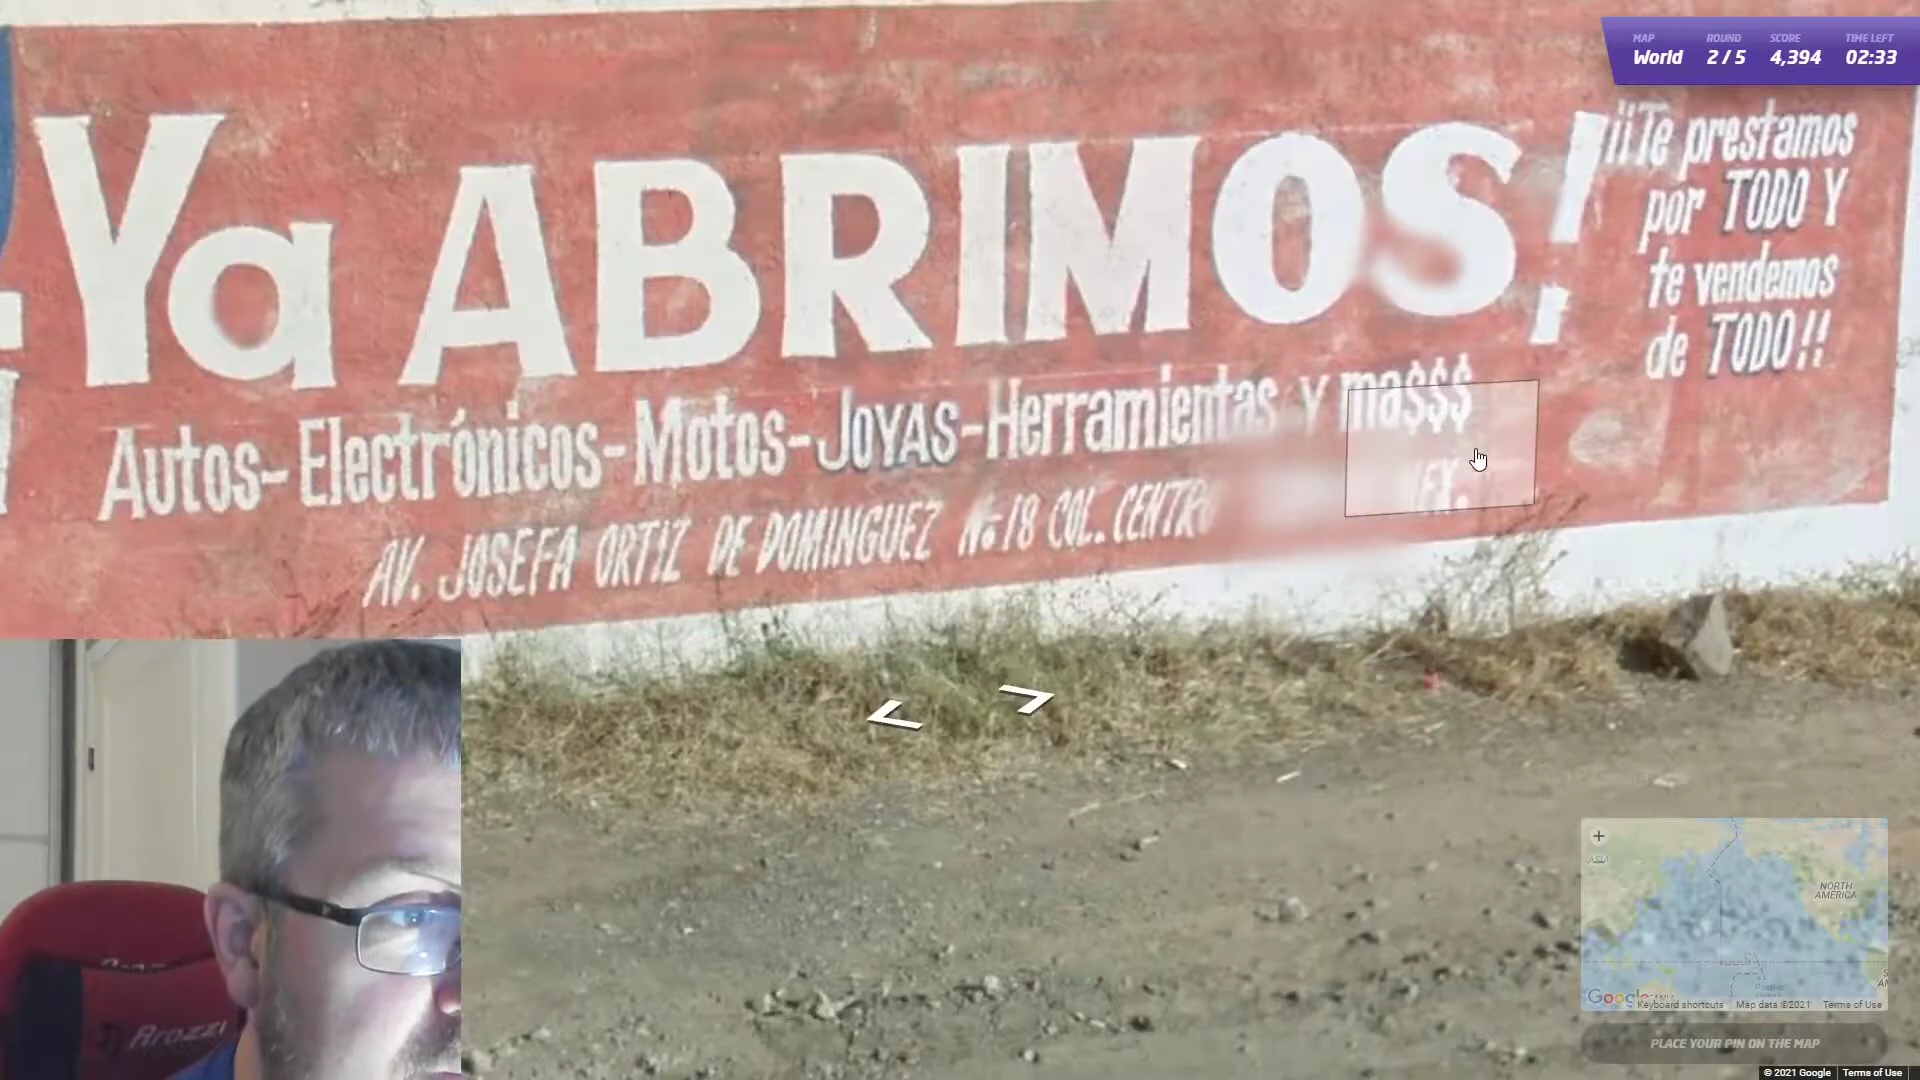 MAP
World
ROUND
2 / 5
SCORE
4,394
TIME LEFT
02:33
¡Ya ABRIMOS!
¡¡Te prestamos
por TODO Y
te vendemos
de TODO!!
Autos-Electrónicos-Motos-JOYAS-Herramientas y ma$$$
AV. JOSEFA ORTIZ DE DOMINGUEZ No.18 COL. CENTRO
ASIA
NORTH
AMERICA
Google
Keyboard shortcuts
Map data ©2021
Terms of Use
PLACE YOUR PIN ON THE MAP
© 2021 Google
Terms of Use
Arozzi